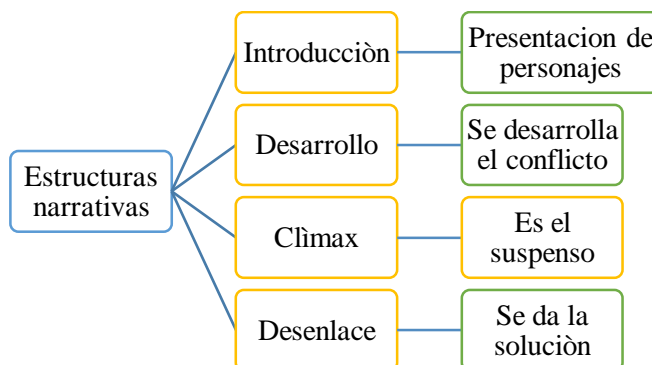 Introducciòn
Presentacion de
personajes
Desarrollo
Se desarrolla
el conflicto
Estructuras
narrativas
Clìmax
Es el
suspenso
Desenlace
Se da la
soluciòn